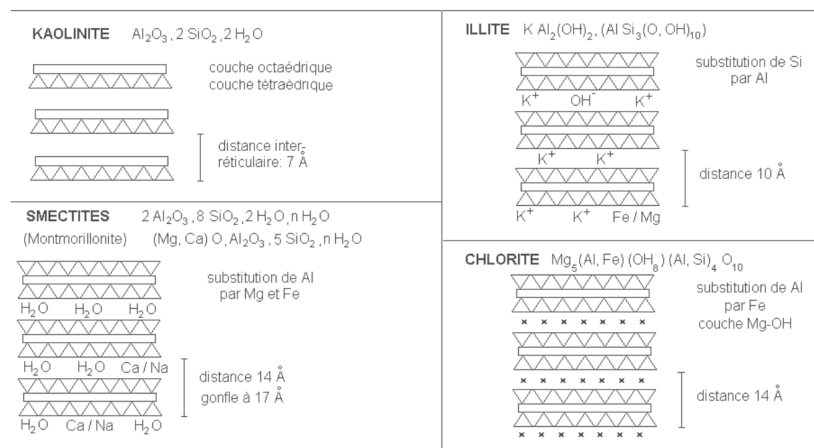 KAOLINITE Al₂O₃, 2 SiO₂, 2 H₂O
couche octaédrique
couche tétraédrique
distance inter-
réticulaire: 7 Å
SMECTITES 2 Al₂O₃, 8 SiO₂, 2 H₂O, n H₂O
(Montmorillonite) (Mg, Ca) O, Al₂O₃, 5 SiO₂, n H₂O
substitution de Al
par Mg et Fe
H₂O H₂O H₂O
H₂O H₂O Ca / Na
distance 14 Å
gonfle à 17 Å
H₂O Ca / Na H₂O
ILLITE K Al₂(OH)₂, (Al Si₃(O, OH)₁₀)
substitution de Si
par Al
K⁺ OH⁻ K⁺
K⁺ K⁺
distance 10 Å
K⁺ K⁺ Fe / Mg
CHLORITE Mg₅(Al, Fe) (OH₈) (Al, Si)₄ O₁₀
substitution de Al
par Fe
couche Mg-OH
distance 14 Å